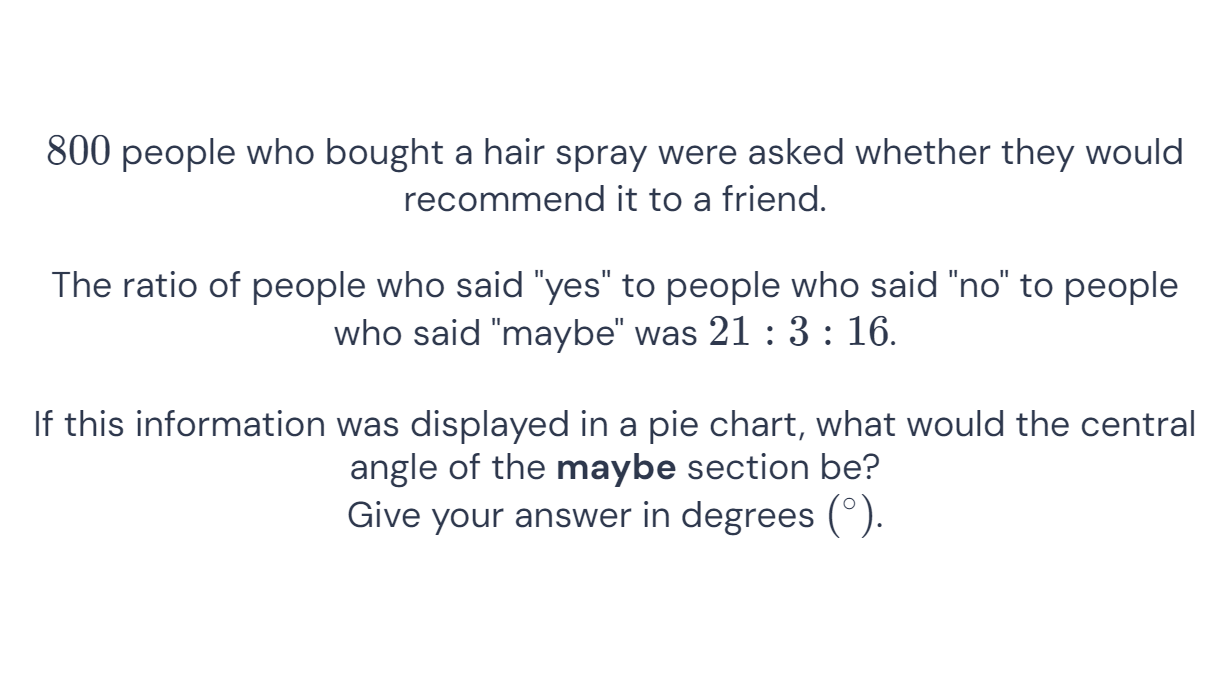 800 people who bought a hair spray were asked whether they would
recommend it to a friend.
The ratio of people who said "yes" to people who said "no" to people
who said "maybe" was 21 : 3 : 16.
If this information was displayed in a pie chart, what would the central
angle of the maybe section be?
Give your answer in degrees (°).